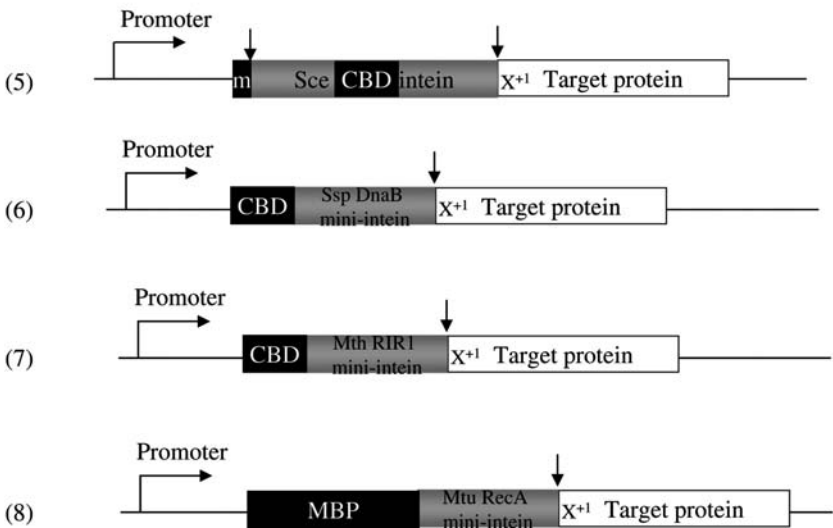 Promoter
(5) m Sce CBD intein X+1 Target protein
Promoter
(6) CBD Ssp DnaB mini-intein X+1 Target protein
Promoter
(7) CBD Mth RIR1 mini-intein X+1 Target protein
Promoter
(8) MBP Mtu RecA mini-intein X+1 Target protein